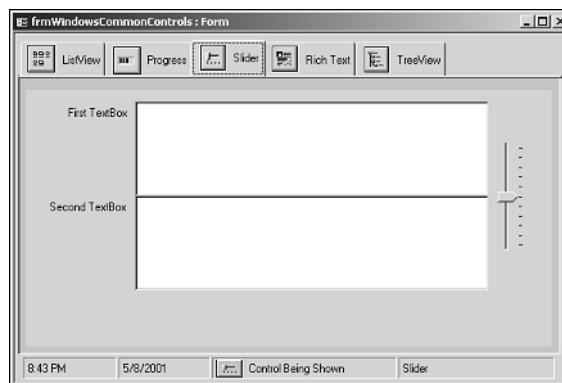 frmWindowsCommonControls : Form
ListView Progress Slider Rich Text TreeView
First TextBox
Second TextBox
8:43 PM 5/8/2001 Control Being Shown Slider